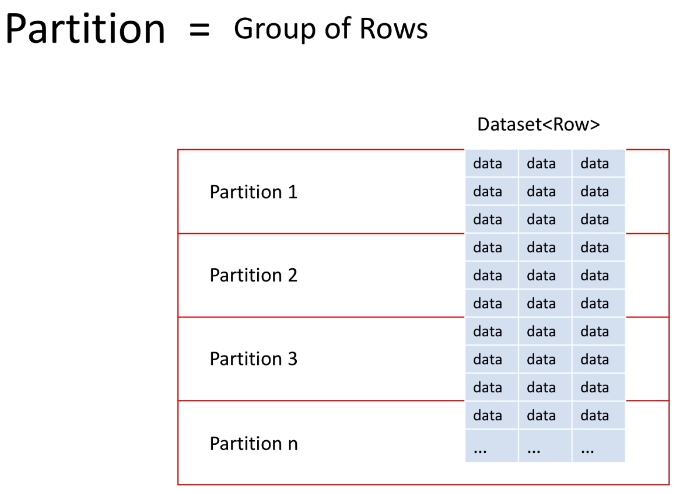 Partition = Group of Rows
Dataset<Row>
data data data
Partition 1 data data data
data data data
data data data
Partition 2 data data data
data data data
data data data
Partition 3 data data data
data data data
data data data
Partition n ... ... ...